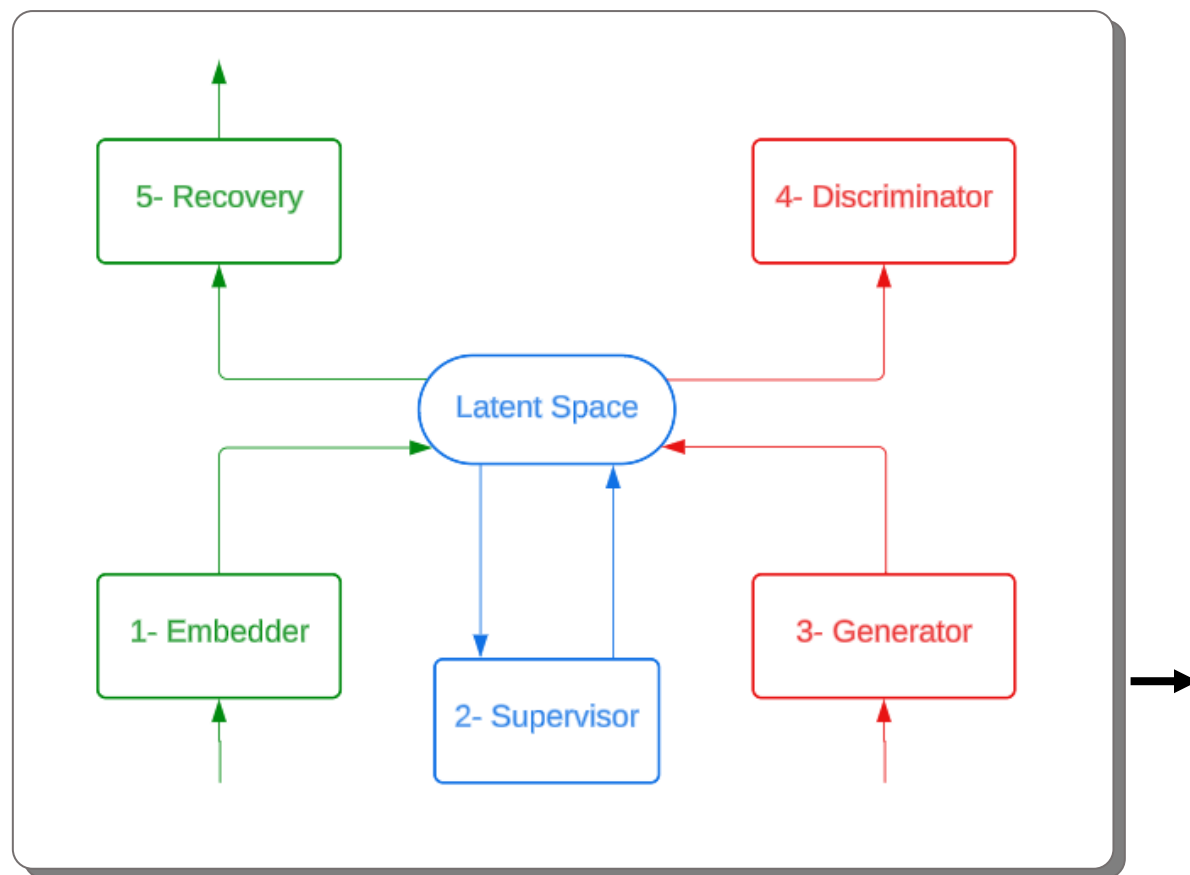 5- Recovery
4- Discriminator
Latent Space
1- Embedder
3- Generator
2- Supervisor